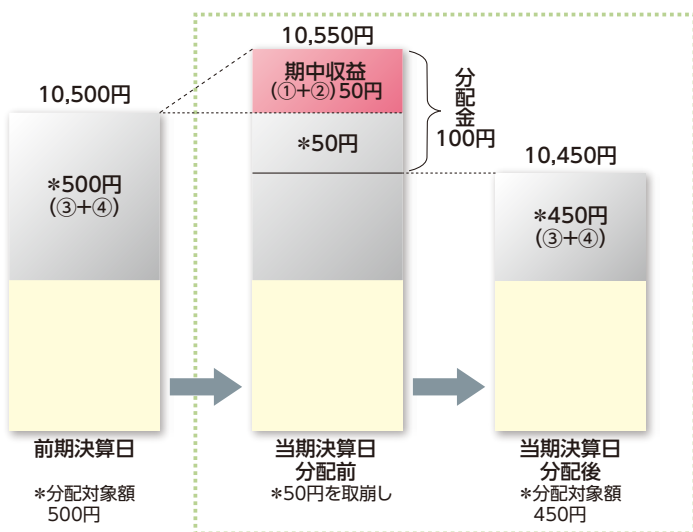 10,550円
期中収益
(①+②)50円
分配金
100円
10,500円
*50円
10,450円
*500円
(③+④)
*450円
(③+④)
前期決算日
*分配対象額
500円
当期決算日
分配前
*50円を取崩し
当期決算日
分配後
*分配対象額
450円